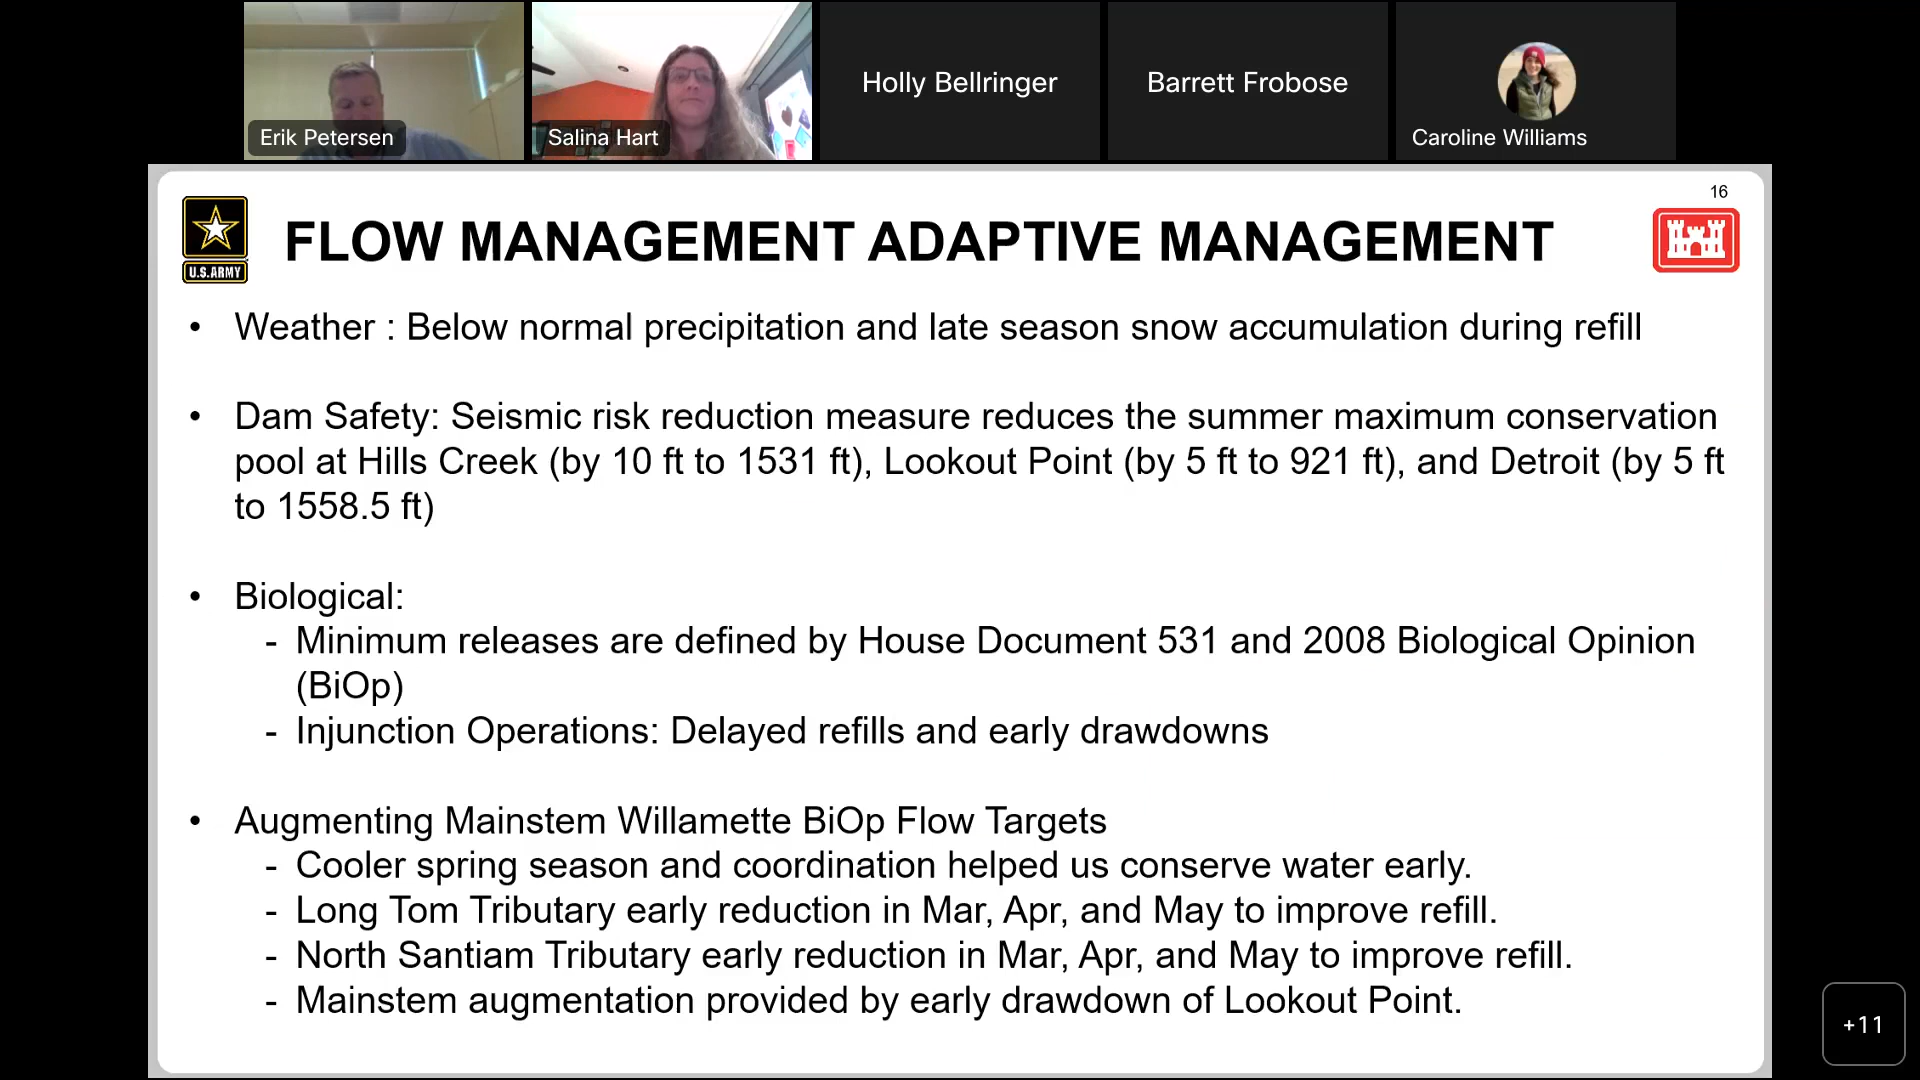 Erik Petersen
Salina Hart
Holly Bellringer
Barrett Frobose
Caroline Williams
16
U.S.ARMY
FLOW MANAGEMENT ADAPTIVE MANAGEMENT
• Weather : Below normal precipitation and late season snow accumulation during refill
• Dam Safety: Seismic risk reduction measure reduces the summer maximum conservation
pool at Hills Creek (by 10 ft to 1531 ft), Lookout Point (by 5 ft to 921 ft), and Detroit (by 5 ft
to 1558.5 ft)
• Biological:
- Minimum releases are defined by House Document 531 and 2008 Biological Opinion
(BiOp)
- Injunction Operations: Delayed refills and early drawdowns
• Augmenting Mainstem Willamette BiOp Flow Targets
- Cooler spring season and coordination helped us conserve water early.
- Long Tom Tributary early reduction in Mar, Apr, and May to improve refill.
- North Santiam Tributary early reduction in Mar, Apr, and May to improve refill.
- Mainstem augmentation provided by early drawdown of Lookout Point.
+11